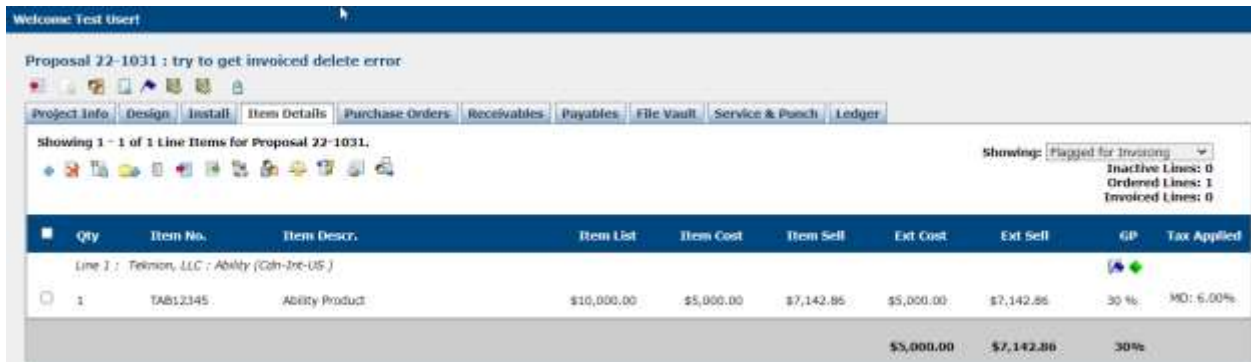 Welcome Test User!
Proposal 22-1031 : try to get invoiced delete error
Project Info Design Install Item Details Purchase Orders Receivables Payables File Vault Service & Punch Ledger
Showing 1 - 1 of 1 Line Items for Proposal 22-1031.
Showing: Flagged for Invoicing
Inactive Lines: 0
Ordered Lines: 1
Invoiced Lines: 0
Qty Item No. Item Descr. Item List Item Cost Item Sell Ext Cost Ext Sell GP Tax Applied
Line 1 : Teknion, LLC : Ability (Cdn-Int-US )
1 TAB12345 Ability Product $10,000.00 $5,000.00 $7,142.86 $5,000.00 $7,142.86 30 % MD: 6.00%
$5,000.00 $7,142.86 30%